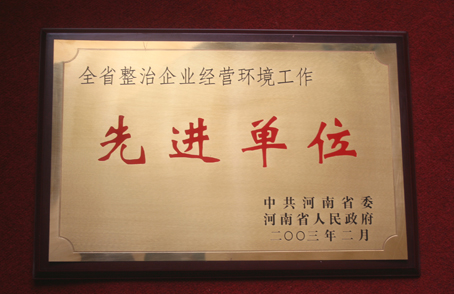 全省整治企业经营环境工作
先进单位
中共河南省委
河南省人民政府
二〇〇三年二月